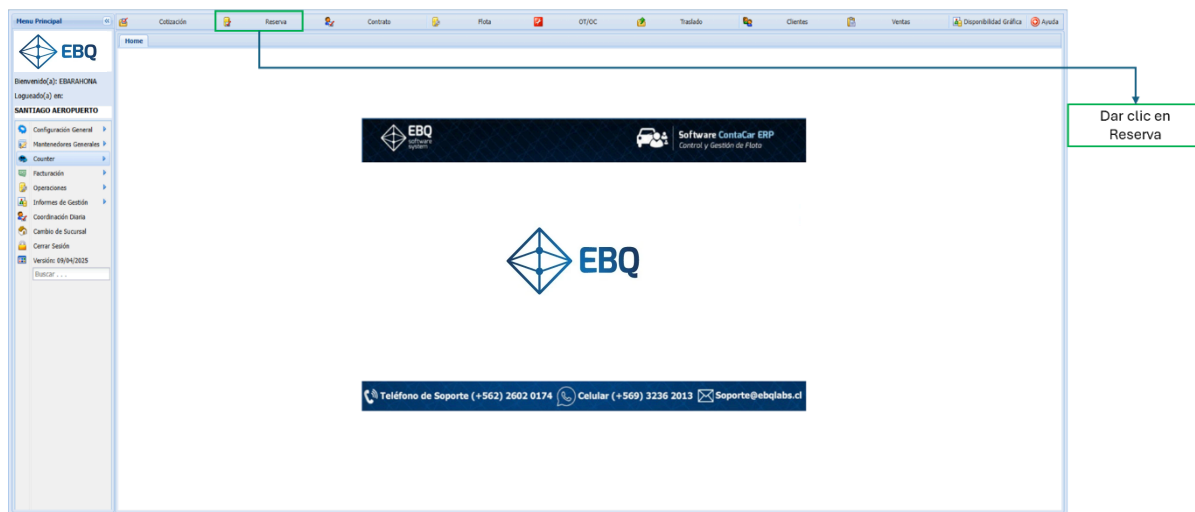 Menu Principal
Cotización
Reserva
Contrato
Flota
OT/OC
Traslado
Clientes
Ventas
Disponibilidad Gráfica
Ayuda
Home
EBQ
Bienvenido(a): EBARAHONA
Logueado(a) en:
SANTIAGO AEROPUERTO
Configuración General
Mantenedores Generales
Counter
Facturación
Operaciones
Informes de Gestión
Coordinación Diaria
Cambio de Sucursal
Cerrar Sesión
Versión: 09/04/2025
Buscar . . .
EBQ
software
system
Software ContaCar ERP
Control y Gestión de Flota
EBQ
Teléfono de Soporte (+562) 2602 0174 Celular (+569) 3236 2013 Soporte@ebqlabs.cl
Dar clic en
Reserva